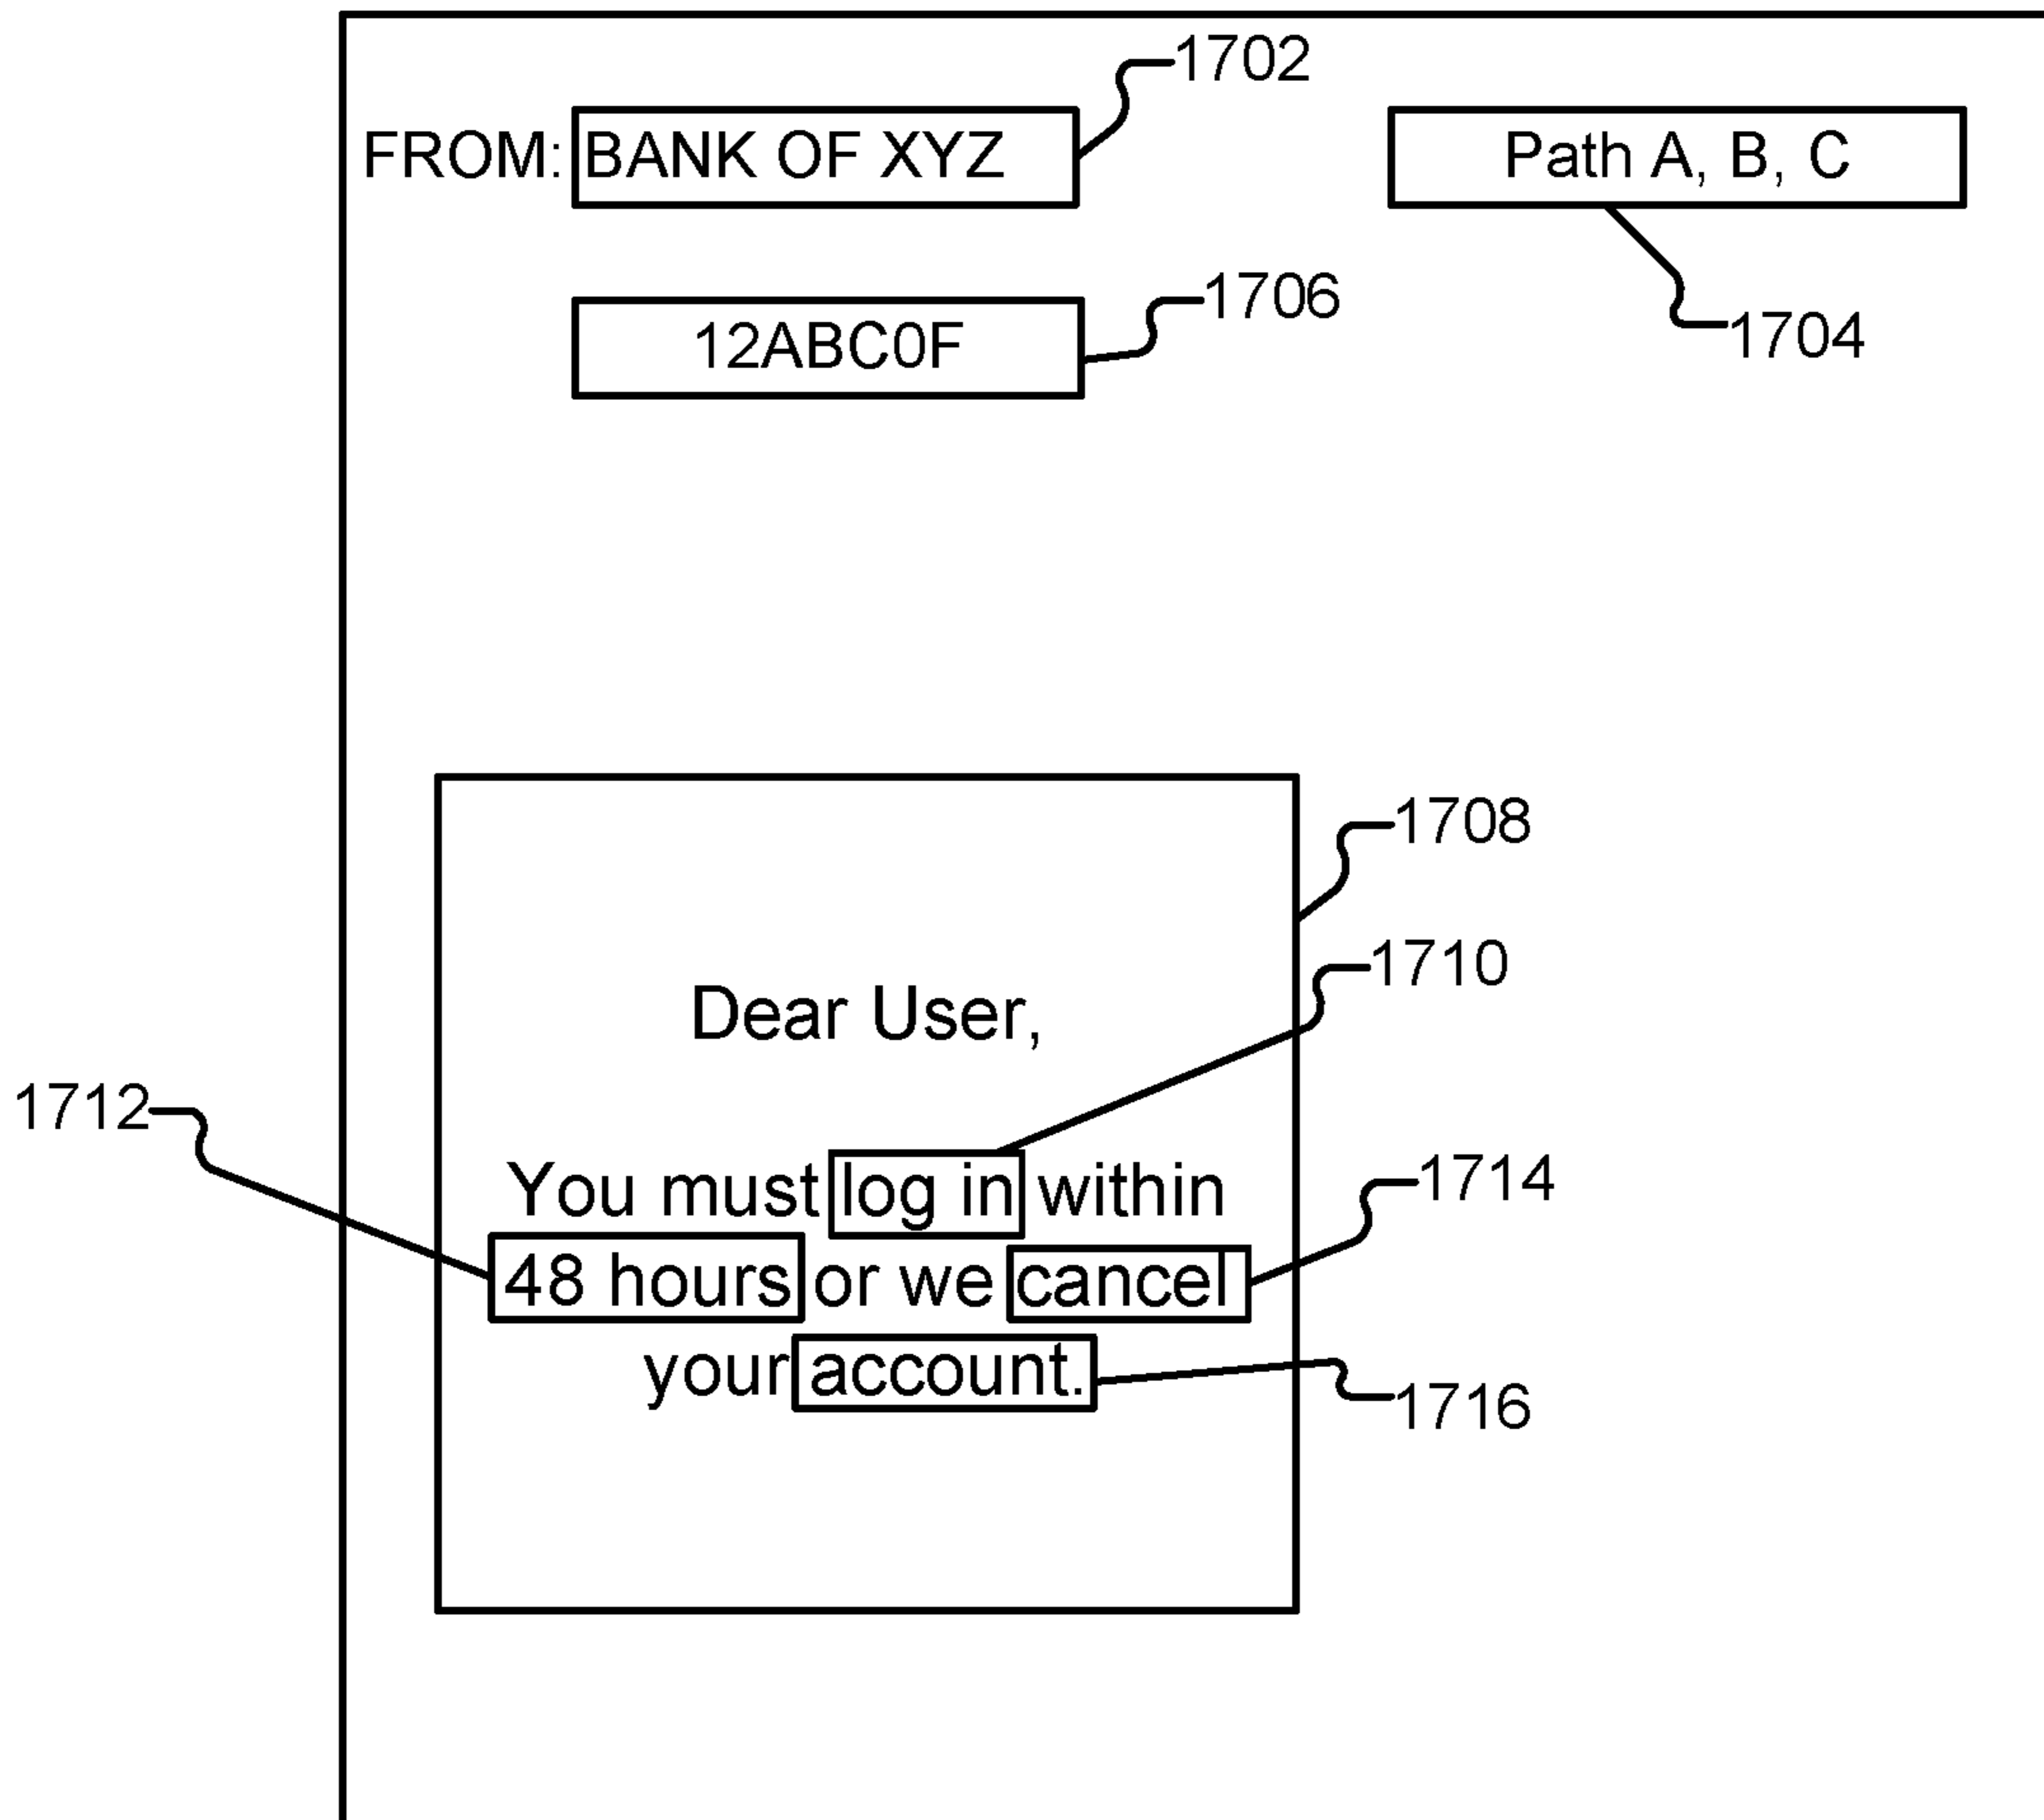 1702
FROM: BANK OF XYZ
Path A, B, C
1706
12ABC0F
1704
1708
1710
Dear User,
1712
You must log in within
1714
48 hours or we cancel
your account.
1716